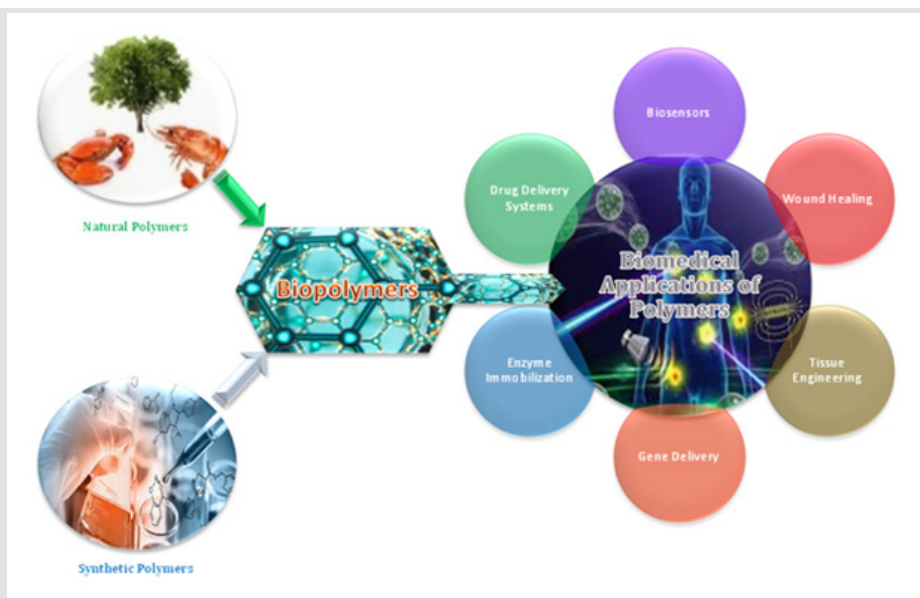 Natural Polymers
Biopolymers
Synthetic Polymers
Biosensors
Drug Delivery
Systems
Wound Healing
Biomedical
Applications of
Polymers
Enzyme
Immobilization
Tissue
Engineering
Gene Delivery